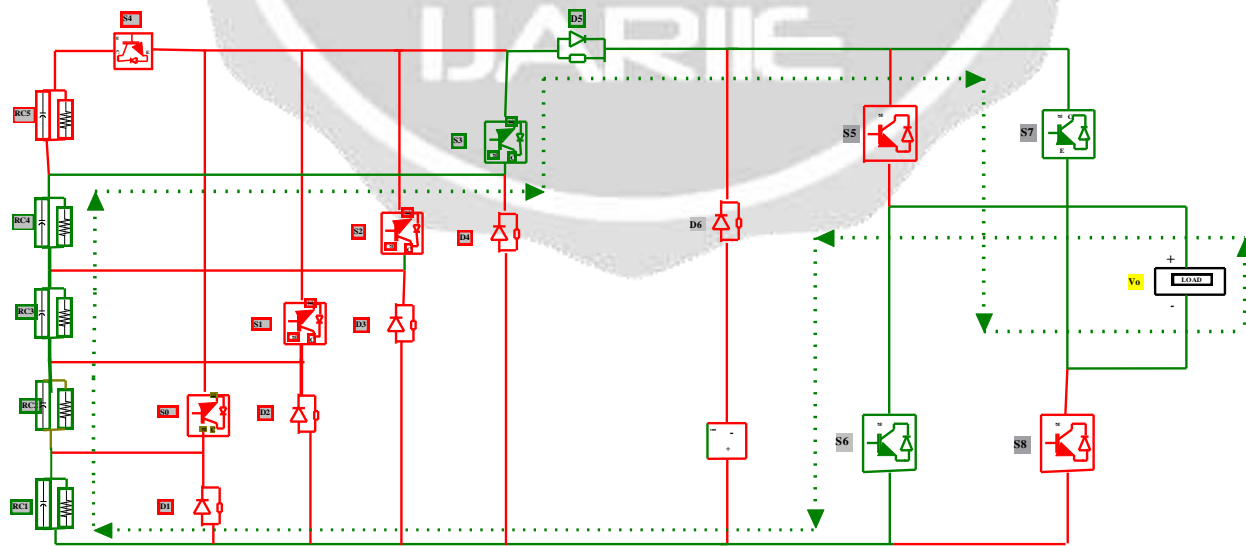 IJARIIE
S4
D5
RC5
S3
S5
S7
G
E
RC4
S2
D4
D6
+
Vo
LOAD
-
RC3
S1
D3
S0
D2
-
+
S6
S8
RC1
D1